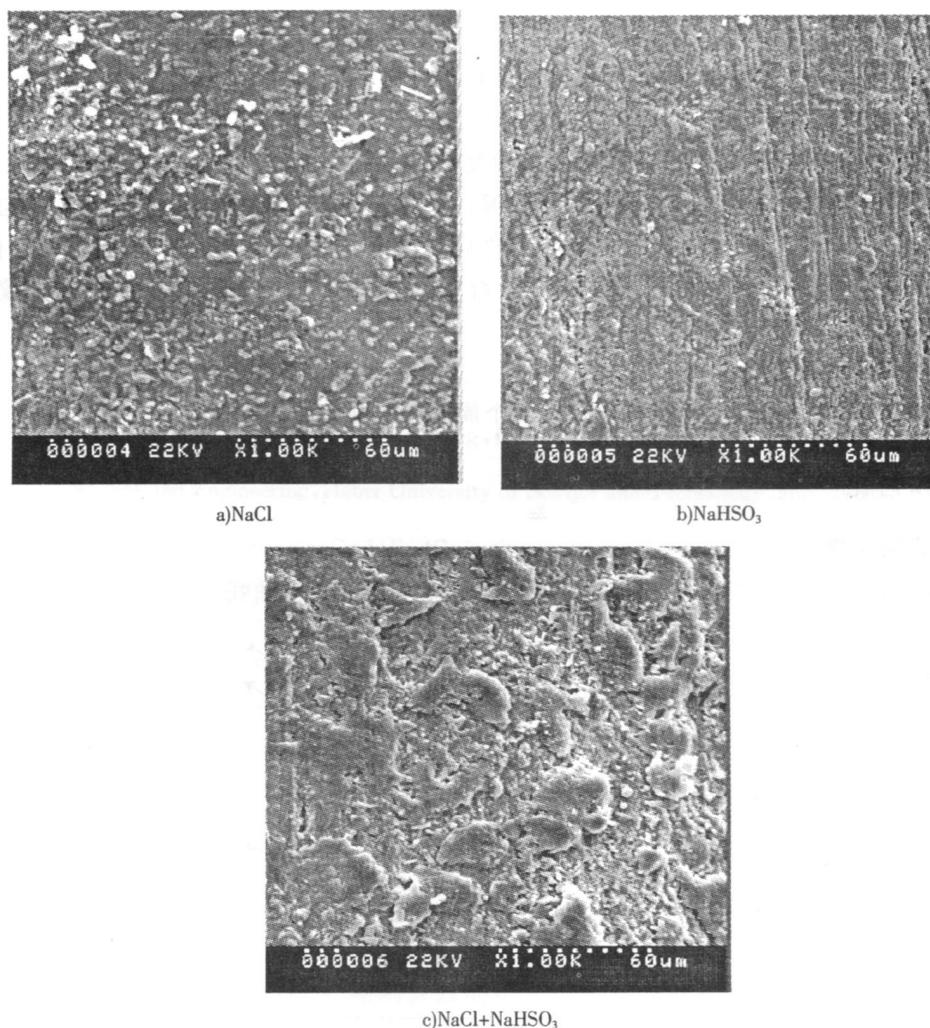 000004 22KV X1.00K 60um
a)NaCl
000005 22KV X1.00K 60um
b)NaHSO₃
000006 22KV X1.00K 60um
c)NaCl+NaHSO₃